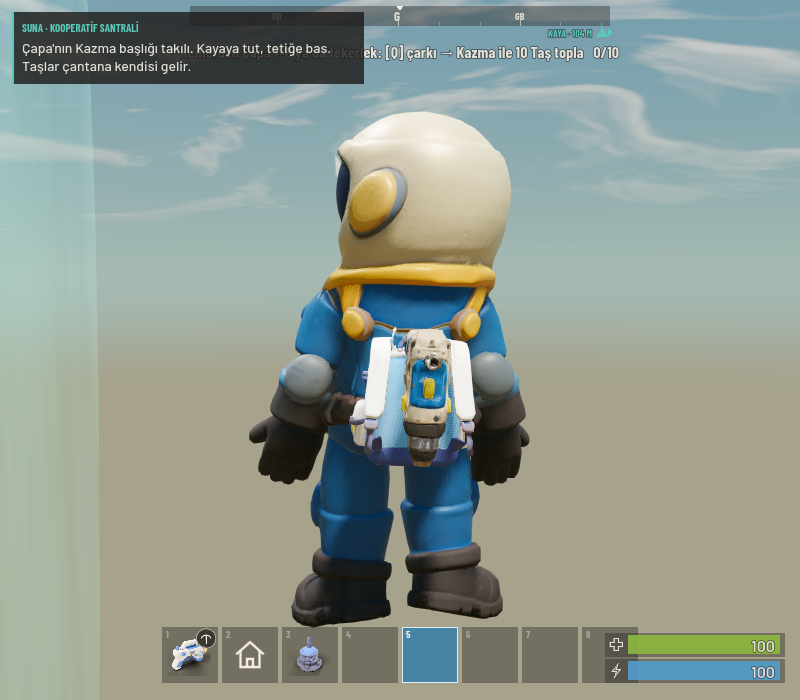 GD
G
GB
SUNA · KOOPERATİF SANTRALİ
Çapa'nın Kazma başlığı takılı. Kayaya tut, tetiğe bas.
Taşlar çantana kendisi gelir.
KAYA · 104 M
[Q] çarkı → Kazma ile 10 Taş topla 0/10
1
2
3
4
5
6
7
8
100
100